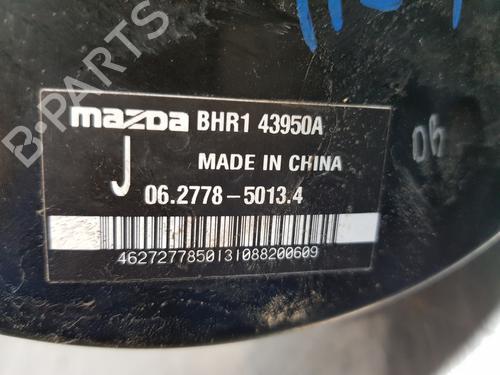 mazda BHR1 43950A
J MADE IN CHINA
06.2778-5013.4
4627277850131088200609
06
B-PARTS